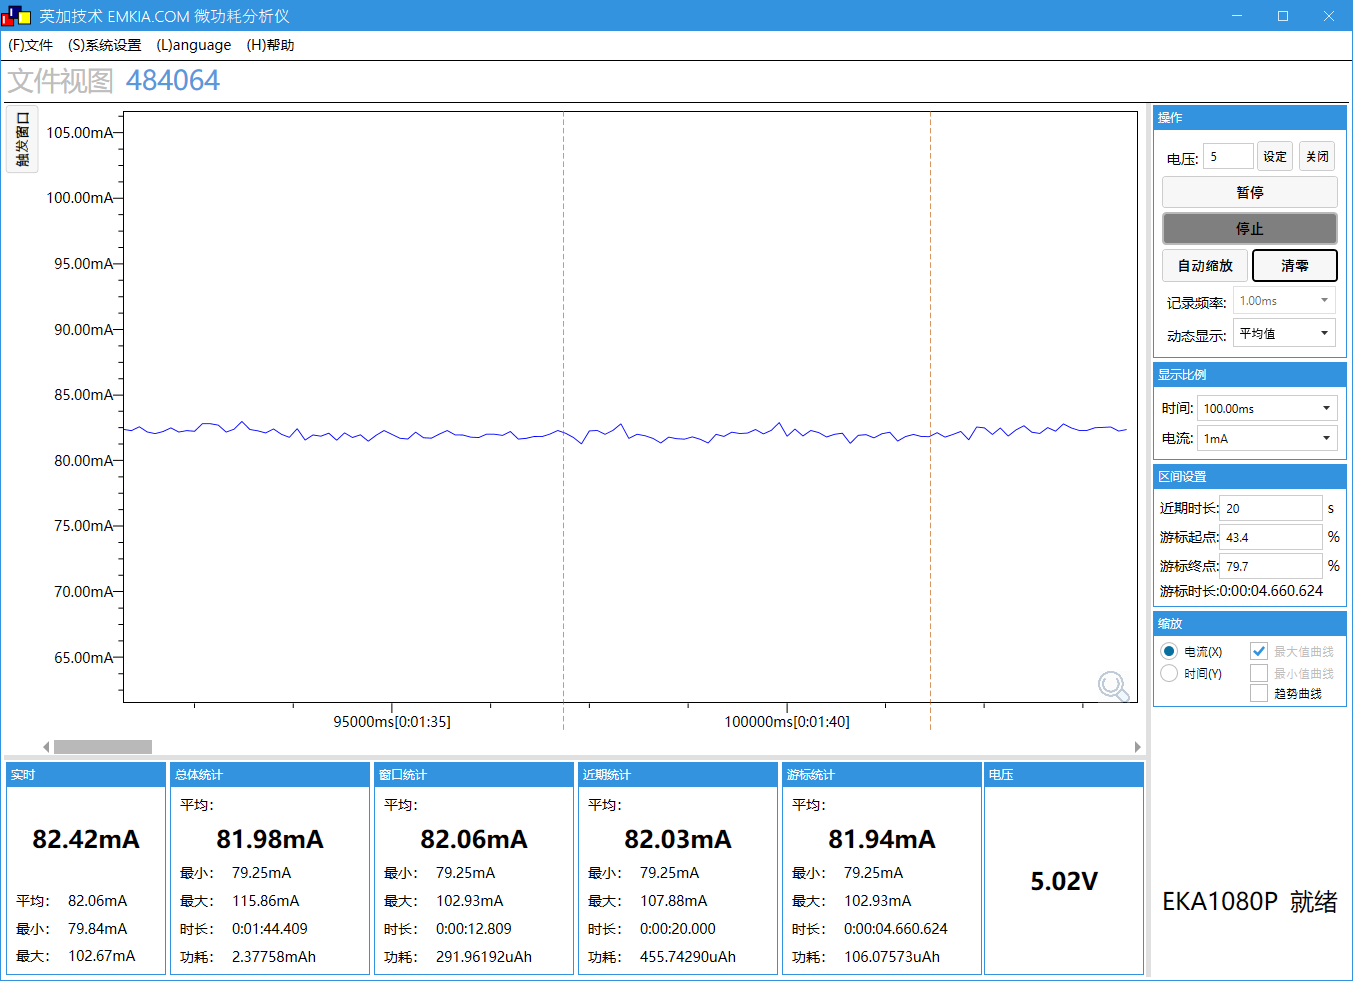 英加技术 EMKIA.COM 微功耗分析仪
(F)文件 (S)系统设置 (L)anguage (H)帮助
文件视图 484064
触发窗口
105.00mA
100.00mA
95.00mA
90.00mA
85.00mA
80.00mA
75.00mA
70.00mA
65.00mA
95000ms[0:01:35] 100000ms[0:01:40]
操作
电压: 5 设定 关闭
暂停
停止
自动缩放 清零
记录频率: 1.00ms
动态显示: 平均值
显示比例
时间: 100.00ms
电流: 1mA
区间设置
近期时长: 20 s
游标起点: 43.4 %
游标终点: 79.7 %
游标时长:0:00:04.660.624
缩放
电流(X) 最大值曲线
时间(Y) 最小值曲线
趋势曲线
实时
82.42mA
平均: 82.06mA
最小: 79.84mA
最大: 102.67mA
总体统计
平均:
81.98mA
最小: 79.25mA
最大: 115.86mA
时长: 0:01:44.409
功耗: 2.37758mAh
窗口统计
平均:
82.06mA
最小: 79.25mA
最大: 102.93mA
时长: 0:00:12.809
功耗: 291.96192uAh
近期统计
平均:
82.03mA
最小: 79.25mA
最大: 107.88mA
时长: 0:00:20.000
功耗: 455.74290uAh
游标统计
平均:
81.94mA
最小: 79.25mA
最大: 102.93mA
时长: 0:00:04.660.624
功耗: 106.07573uAh
电压
5.02V
EKA1080P 就绪